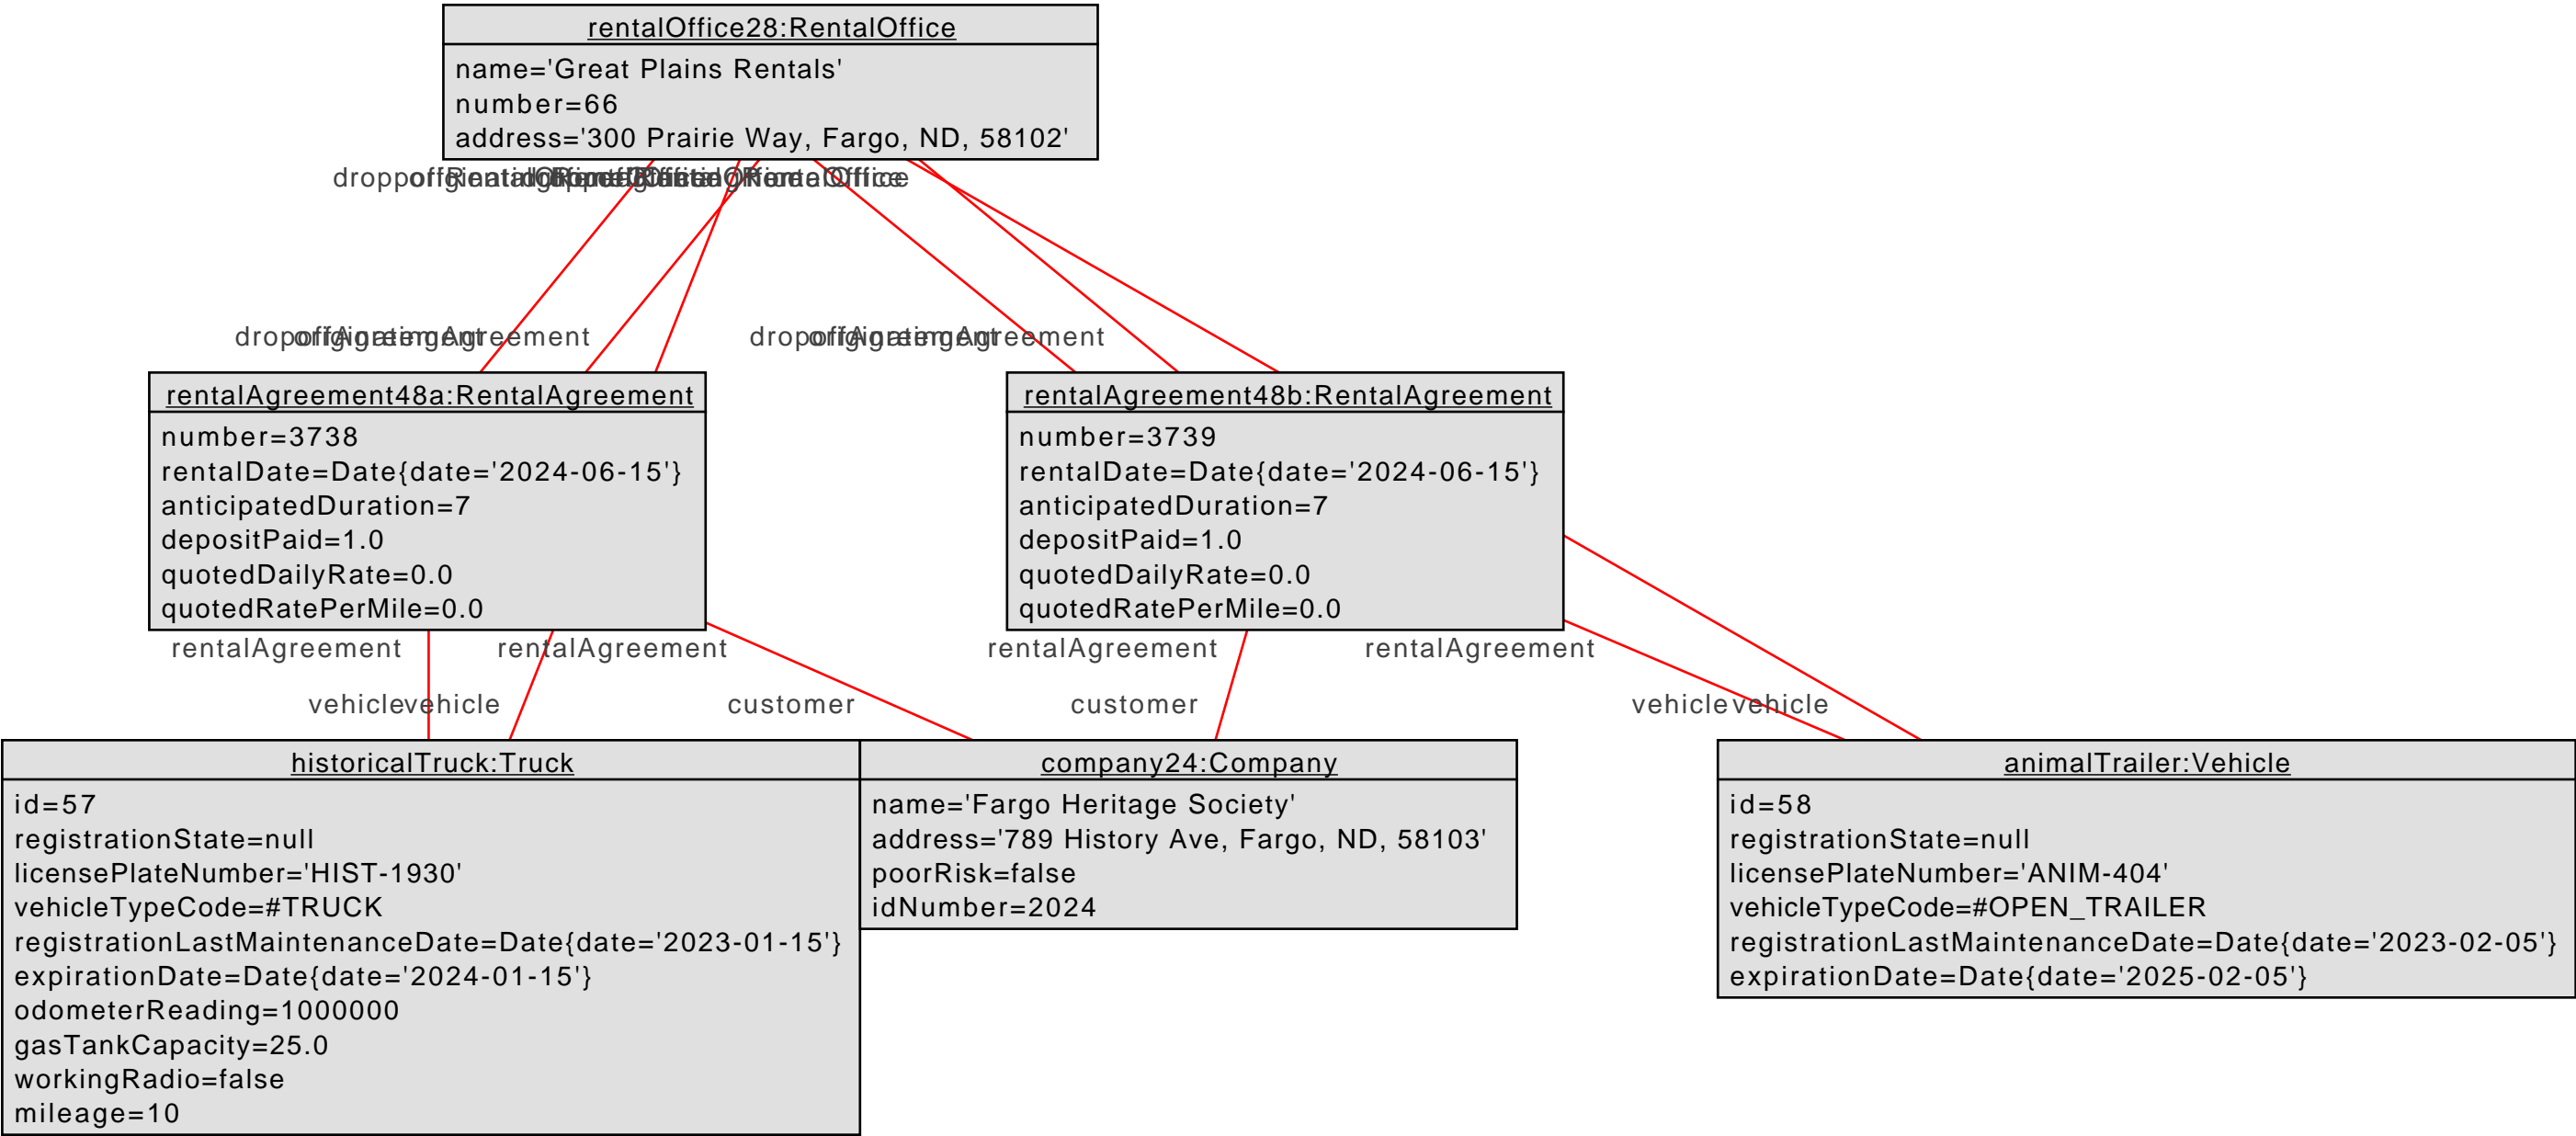 rentalOffice28:RentalOffice
name='Great Plains Rentals'
number=66
address='300 Prairie Way, Fargo, ND, 58102'
rentalAgreement48a:RentalAgreement
number=3738
rentalDate=Date{date='2024-06-15'}
anticipatedDuration=7
depositPaid=1.0
quotedDailyRate=0.0
quotedRatePerMile=0.0
rentalAgreement48b:RentalAgreement
number=3739
rentalDate=Date{date='2024-06-15'}
anticipatedDuration=7
depositPaid=1.0
quotedDailyRate=0.0
quotedRatePerMile=0.0
rentalAgreement
rentalAgreement
rentalAgreement
rentalAgreement
vehicle
vehicle
customer
customer
vehicle
vehicle
historicalTruck:Truck
id=57
registrationState=null
licensePlateNumber='HIST-1930'
vehicleTypeCode=#TRUCK
registrationLastMaintenanceDate=Date{date='2023-01-15'}
expirationDate=Date{date='2024-01-15'}
odometerReading=1000000
gasTankCapacity=25.0
workingRadio=false
mileage=10
company24:Company
name='Fargo Heritage Society'
address='789 History Ave, Fargo, ND, 58103'
poorRisk=false
idNumber=2024
animalTrailer:Vehicle
id=58
registrationState=null
licensePlateNumber='ANIM-404'
vehicleTypeCode=#OPEN_TRAILER
registrationLastMaintenanceDate=Date{date='2023-02-05'}
expirationDate=Date{date='2025-02-05'}